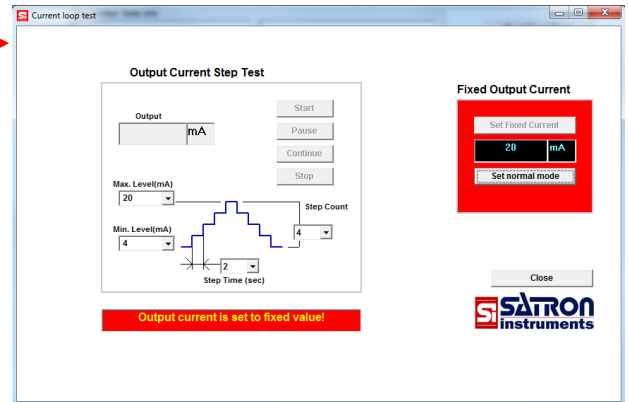 Current loop test
Output Current Step Test
Output
mA
Start
Pause
Continue
Stop
Max. Level(mA)
20
Step Count
4
Min. Level(mA)
4
2
Step Time (sec)
Output current is set to fixed value!
Fixed Output Current
Set Fixed Current
20 mA
Set normal mode
Close
Si SATRON
instruments